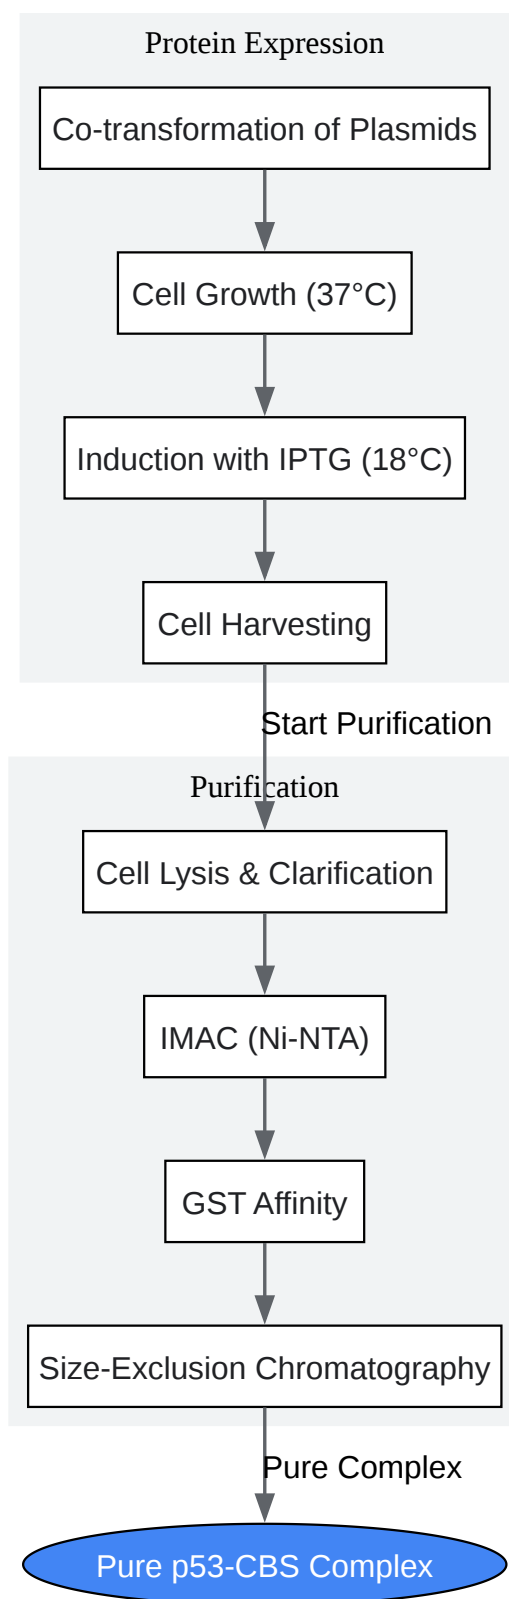 Protein Expression
Co-transformation of Plasmids
Cell Growth (37°C)
Induction with IPTG (18°C)
Cell Harvesting
Start Purification
Purification
Cell Lysis & Clarification
IMAC (Ni-NTA)
GST Affinity
Size-Exclusion Chromatography
Pure Complex
Pure p53-CBS Complex